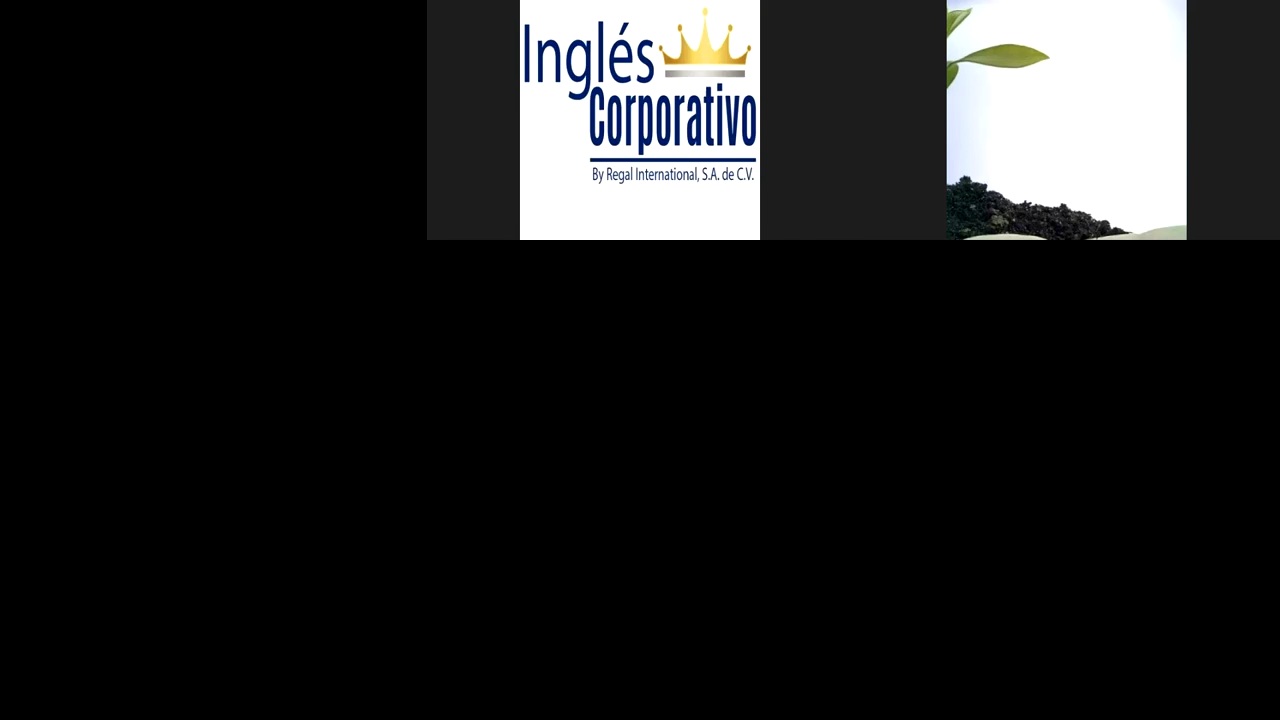 Inglés
Corporativo
By Regal International, S.A. de C.V.